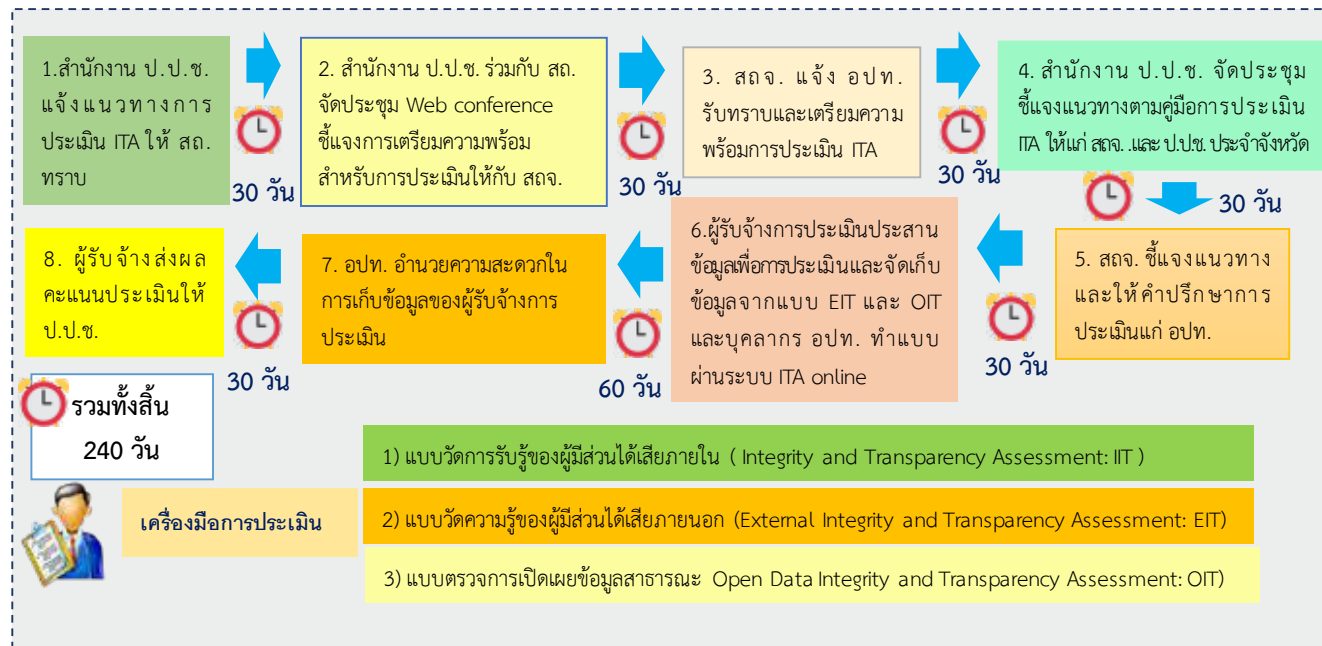 1.สำนักงาน ป.ป.ช.
แจ้งแนวทางการ
ประเมิน ITA ให้ สถ.
ทราบ
30 วัน
2. สำนักงาน ป.ป.ช. ร่วมกับ สถ.
จัดประชุม Web conference
ชี้แจงการเตรียมความพร้อม
สำหรับการประเมินให้กับ สถจ.
30 วัน
3. สถจ. แจ้ง อปท.
รับทราบและเตรียมความ
พร้อมการประเมิน ITA
30 วัน
4. สำนักงาน ป.ป.ช. จัดประชุม
ชี้แจงแนวทางตามคู่มือการประเมิน
ITA ให้แก่ สถจ. .และ ป.ป.ช. ประจำจังหวัด
30 วัน
5. สถจ. ชี้แจงแนวทาง
และให้คำปรึกษาการ
ประเมินแก่ อปท.
30 วัน
6.ผู้รับจ้างการประเมินประสาน
ข้อมูลเพื่อการประเมินและจัดเก็บ
ข้อมูลจากแบบ EIT และ OIT
และบุคลากร อปท. ทำแบบ
ผ่านระบบ ITA online
60 วัน
7. อปท. อำนวยความสะดวกใน
การเก็บข้อมูลของผู้รับจ้างการ
ประเมิน
30 วัน
8. ผู้รับจ้างส่งผล
คะแนนประเมินให้
ป.ป.ช.
รวมทั้งสิ้น
240 วัน
เครื่องมือการประเมิน
1) แบบวัดการรับรู้ของผู้มีส่วนได้เสียภายใน ( Integrity and Transparency Assessment: IIT )
2) แบบวัดความรู้ของผู้มีส่วนได้เสียภายนอก (External Integrity and Transparency Assessment: EIT)
3) แบบตรวจการเปิดเผยข้อมูลสาธารณะ Open Data Integrity and Transparency Assessment: OIT)